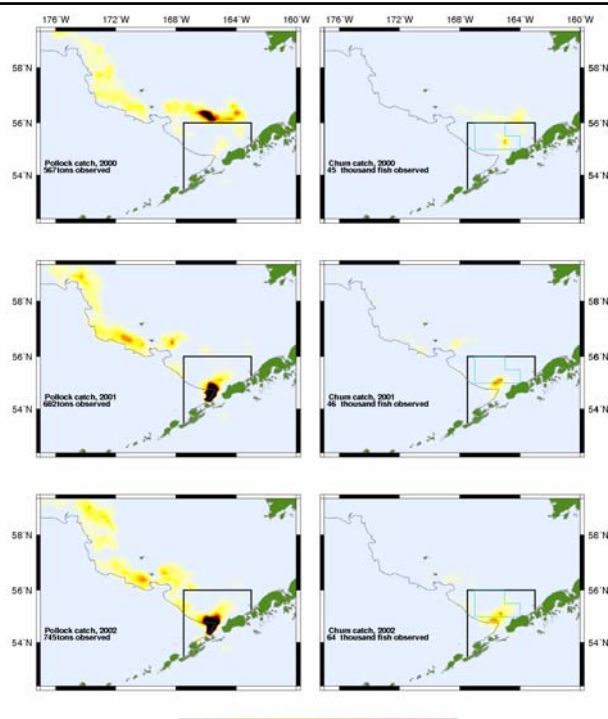 176˚W 172˚W 168˚W 164˚W 160˚W 176˚W 172˚W 168˚W 164˚W 160˚W
58˚N 58˚N
56˚N 56˚N
54˚N 54˚N
Pollock catch, 2000
567tons observed
Chum catch, 2000
45 thousand fish observed
58˚N 58˚N
56˚N 56˚N
54˚N 54˚N
Pollock catch, 2001
682tons observed
Chum catch, 2001
46 thousand fish observed
58˚N 58˚N
56˚N 56˚N
54˚N 54˚N
Pollock catch, 2002
745tons observed
Chum catch, 2002
64 thousand fish observed